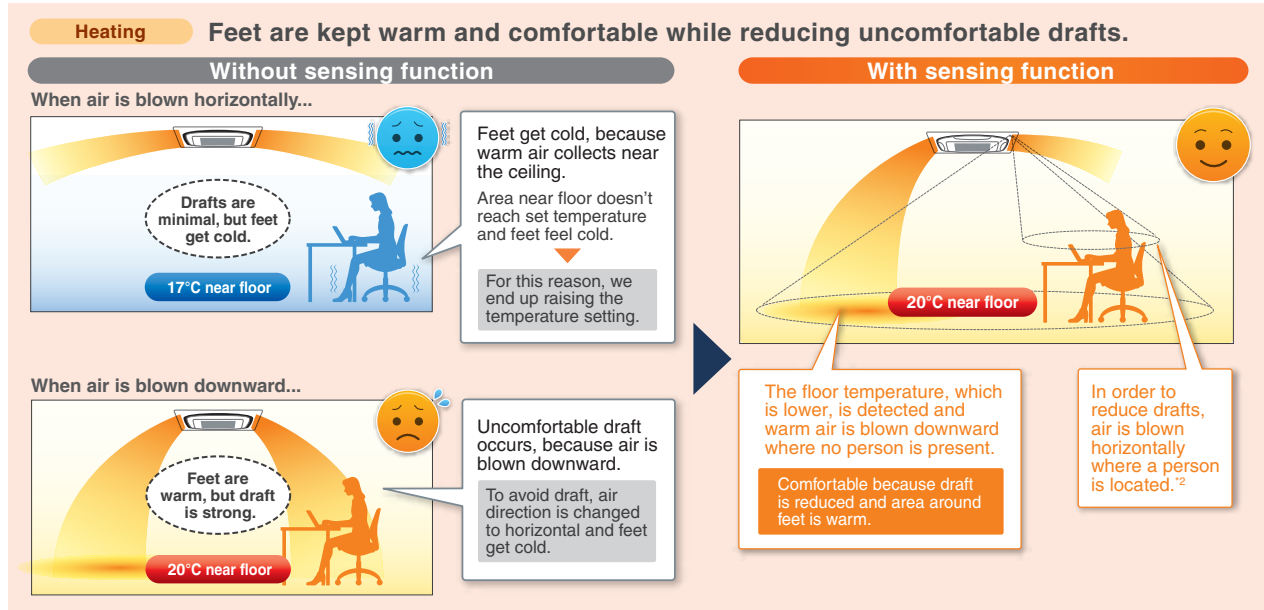 Heating
Feet are kept warm and comfortable while reducing uncomfortable drafts.
Without sensing function
When air is blown horizontally...
Drafts are
minimal, but feet
get cold.
17°C near floor
Feet get cold, because
warm air collects near
the ceiling.
Area near floor doesn't
reach set temperature
and feet feel cold.
For this reason, we
end up raising the
temperature setting.
When air is blown downward...
Feet are
warm, but draft
is strong.
20°C near floor
Uncomfortable draft
occurs, because air is
blown downward.
To avoid draft, air
direction is changed
to horizontal and feet
get cold.
With sensing function
20°C near floor
The floor temperature, which
is lower, is detected and
warm air is blown downward
where no person is present.
Comfortable because draft
is reduced and area around
feet is warm.
In order to
reduce drafts,
air is blown
horizontally
where a person
is located.*2